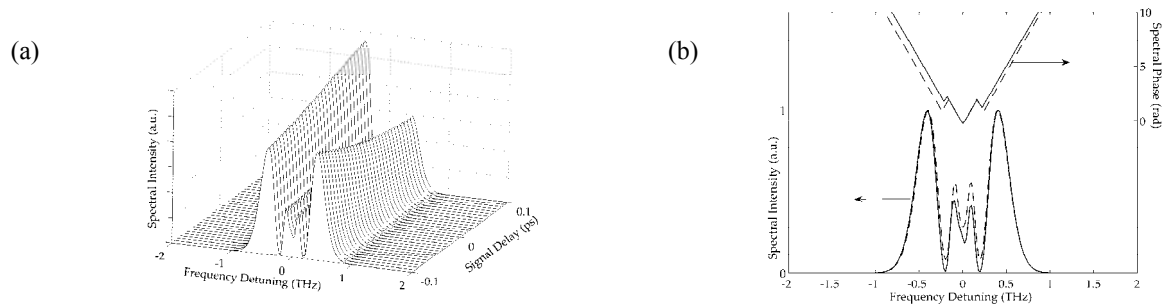 (a)
Spectral Intensity (a.u.)
-2
-1
0
1
2
Frequency Detuning (THz)
-0.1
0
0.1
Signal Delay (ps)
(b)
10
5
0
Spectral Phase (rad)
1
0
Spectral Intensity (a.u.)
-2 -1.5 -1 -0.5 0 0.5 1 1.5 2
Frequency Detuning (THz)